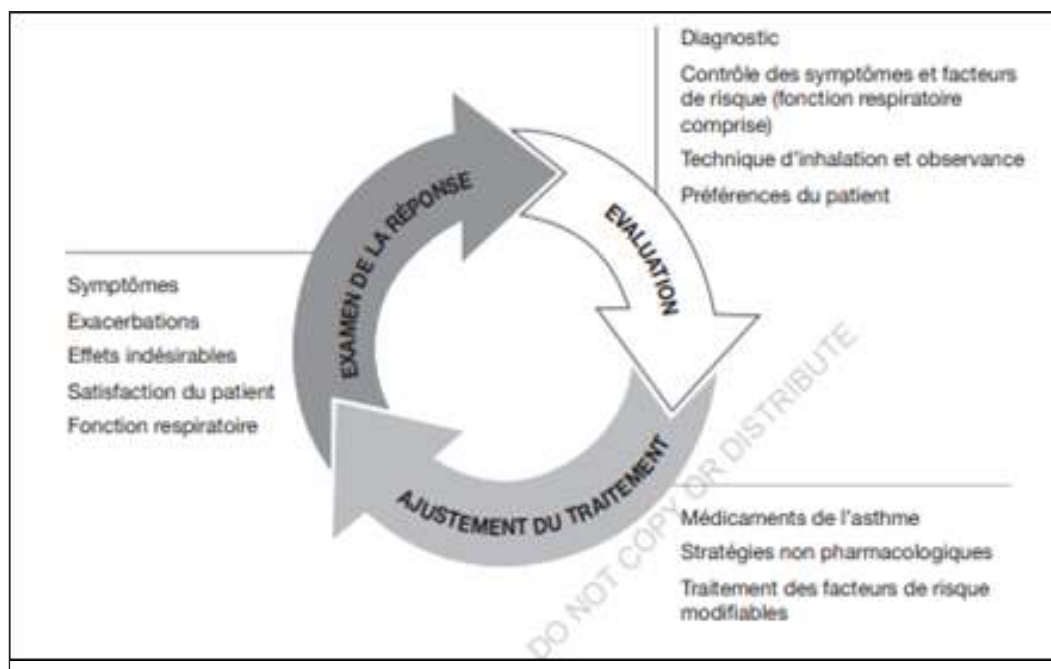 Diagnostic
Contrôle des symptômes et facteurs
de risque (fonction respiratoire
comprise)
Technique d'inhalation et observance
Préférences du patient
EVALUATION
EXAMEN DE LA RÉPONSE
Symptômes
Exacerbations
Effets indésirables
Satisfaction du patient
Fonction respiratoire
AJUSTEMENT DU TRAITEMENT
Médicaments de l'asthme
Stratégies non pharmacologiques
Traitement des facteurs de risque
modifiables
DO NOT COPY OR DISTRIBUTE